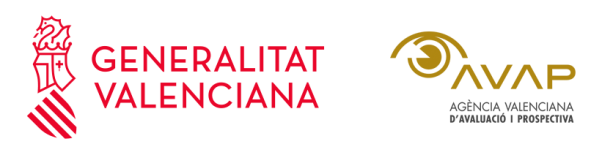 GENERALITAT
VALENCIANA
AVAP
AGÈNCIA VALENCIANA
D'AVALUACIÓ I PROSPECTIVA